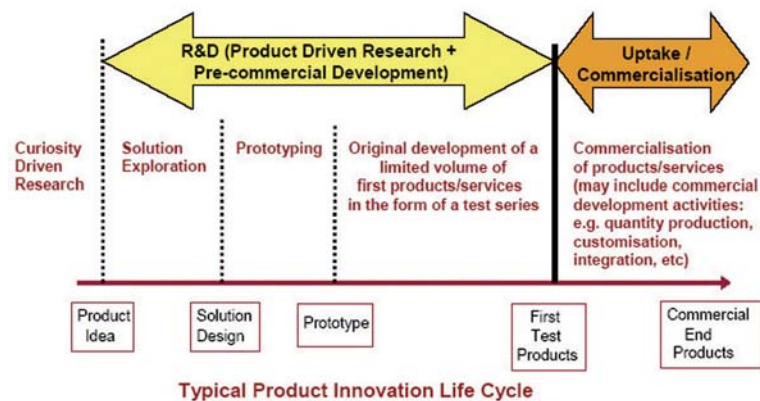 R&D (Product Driven Research +
Pre-commercial Development)
Uptake /
Commercialisation
Curiosity
Driven
Research
Solution
Exploration
Prototyping
Original development of a
limited volume of
first products/services
in the form of a test series
Commercialisation
of products/services
(may include commercial
development activities:
e.g. quantity production,
customisation,
integration, etc)
Product
Idea
Solution
Design
Prototype
First
Test
Products
Commercial
End
Products
Typical Product Innovation Life Cycle